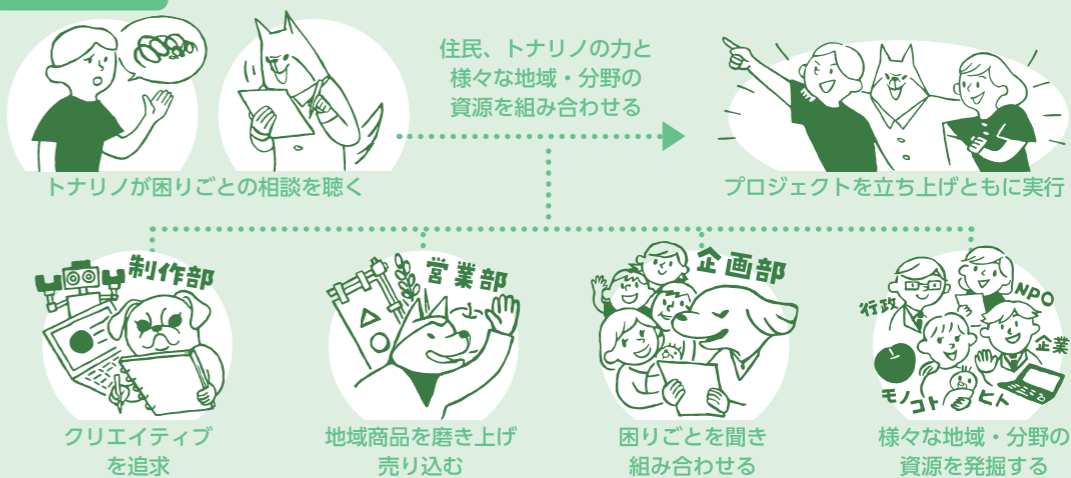 住民、トナリノの力と
様々な地域・分野の
資源を組み合わせる
トナリノが困りごとの相談を聴く
プロジェクトを立ち上げともに実行
制作部
クリエイティブ
を追求
営業部
地域商品を磨き上げ
売り込む
企画部
困りごとを聞き
組み合わせる
行政
NPO
企業
モノ
コト
ヒト
様々な地域・分野の
資源を発掘する